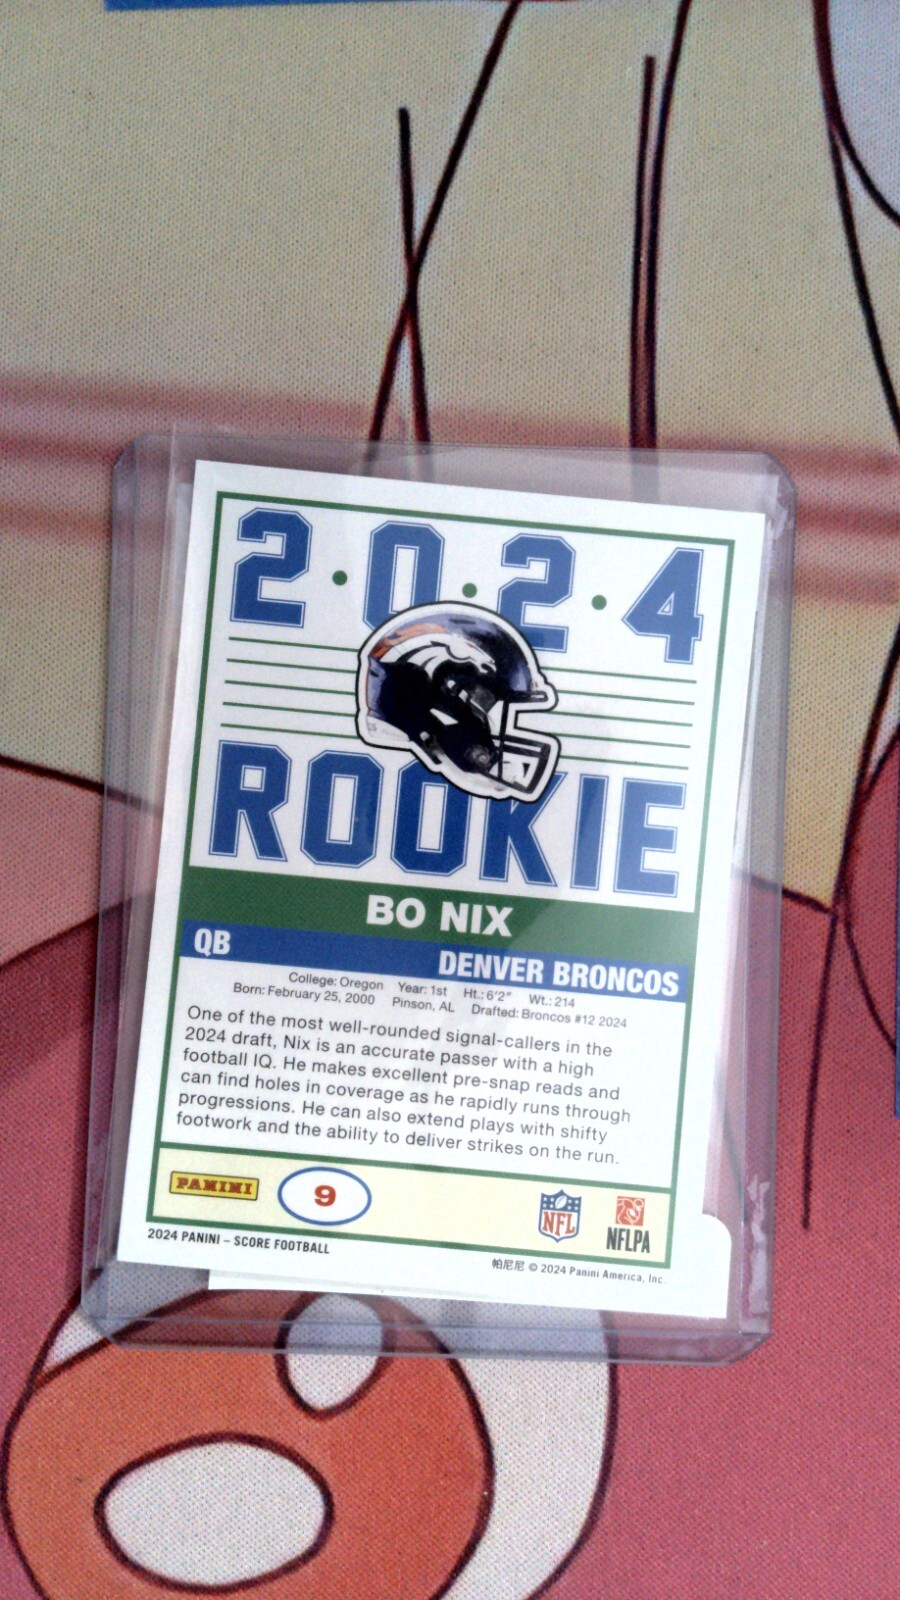 2·0·2·4
ROOKIE
BO NIX
QB
DENVER BRONCOS
College: Oregon Year: 1st Ht.: 6'2" Wt.: 214
Born: February 25, 2000 Pinson, AL Drafted: Broncos #12 2024
One of the most well-rounded signal-callers in the
2024 draft, Nix is an accurate passer with a high
football IQ. He makes excellent pre-snap reads and
can find holes in coverage as he rapidly runs through
progressions. He can also extend plays with shifty
footwork and the ability to deliver strikes on the run.
PANINI
9
NFL
NFLPA
2024 PANINI – SCORE FOOTBALL
帕尼尼 © 2024 Panini America, Inc.